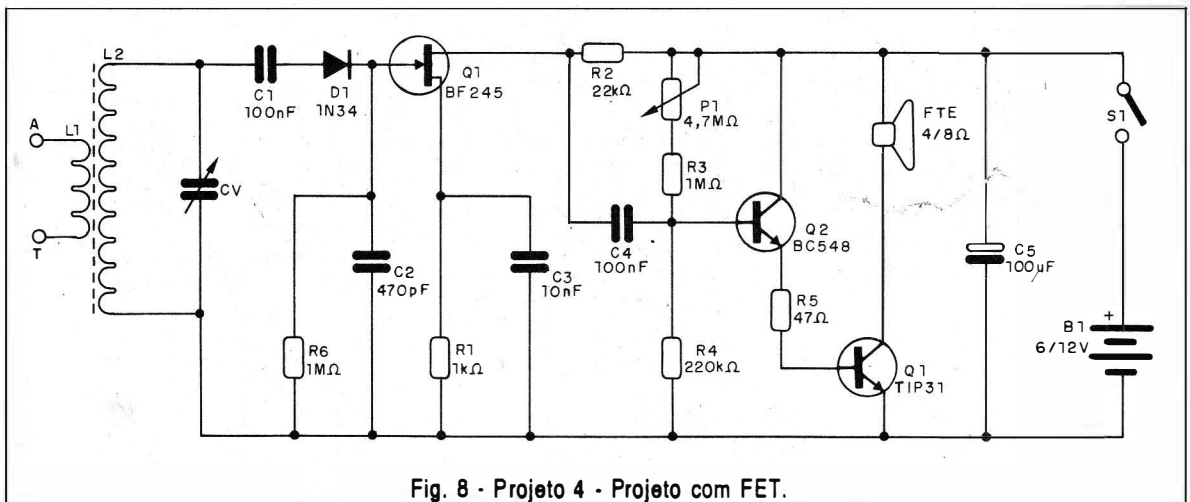 L2
A
L1
T
CV
C1
100nF
D1
1N34
Q1
BF245
R6
1MΩ
C2
470pF
R1
1kΩ
C3
10nF
R2
22kΩ
P1
4,7MΩ
R3
1MΩ
C4
100nF
R4
220kΩ
Q2
BC548
R5
47Ω
Q1
TIP31
FTE
4/8Ω
C5
100µF
S1
+
B1
6/12V
Fig. 8 - Projeto 4 - Projeto com FET.